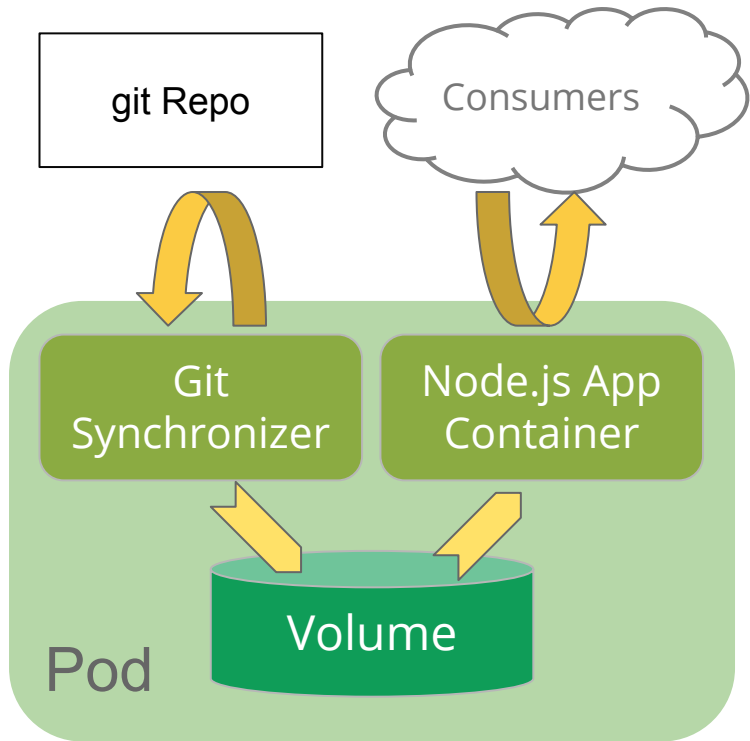 git Repo
Consumers
Git
Synchronizer
Node.js App
Container
Volume
Pod